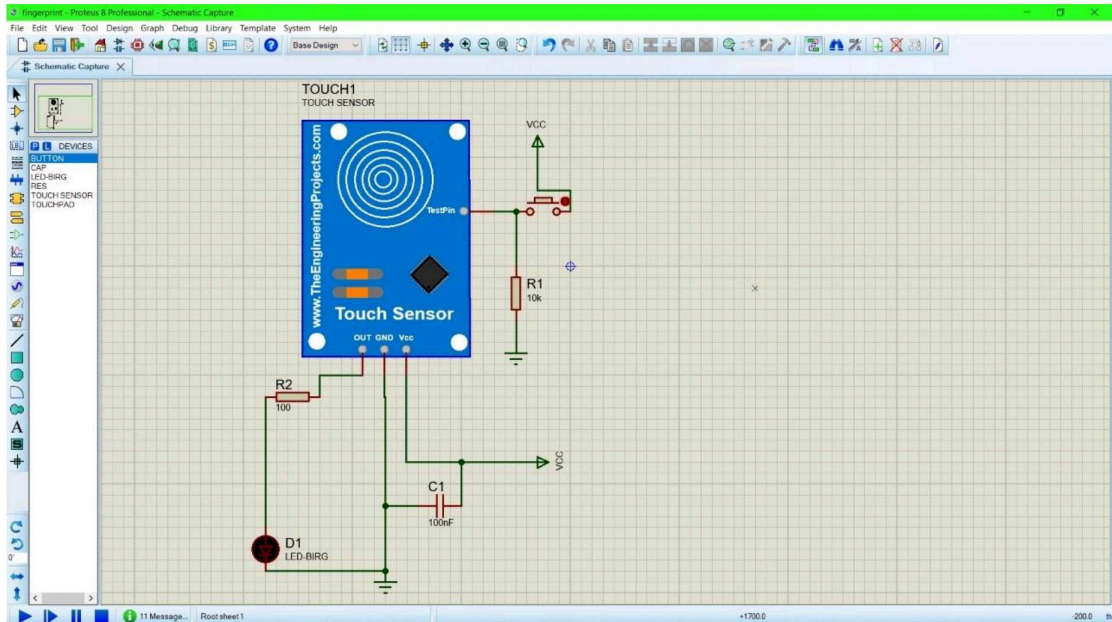 fingerprint - Proteus 8 Professional - Schematic Capture
File Edit View Tool Design Graph Debug Library Template System Help
Base Design
Schematic Capture
TOUCH1
TOUCH SENSOR
VCC
P L DEVICES
BUTTON
CAP
LED-BIRG
RES
TOUCH SENSOR
TOUCHPAD
www.TheEngineeringProjects.com
TestPin
R1
10k
Touch Sensor
OUT GND Vcc
R2
100
VCC
C1
100nF
D1
LED-BIRG
A
S
0°
11 Message...
Root sheet 1
+1700.0
-200.0